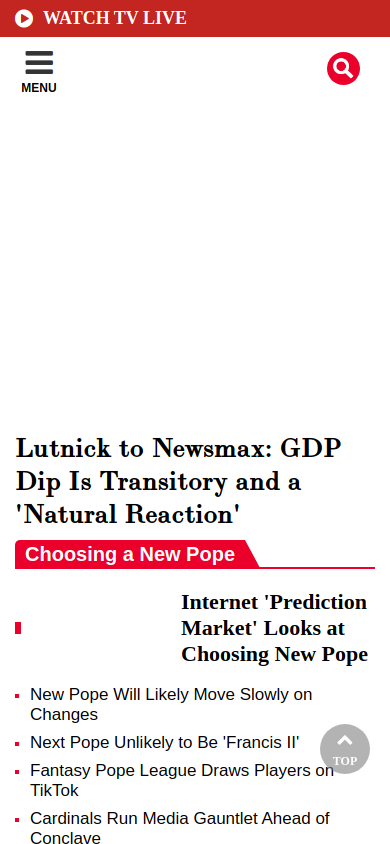 WATCH TV LIVE
MENU
Lutnick to Newsmax: GDP
Dip Is Transitory and a
'Natural Reaction'
Choosing a New Pope
Internet 'Prediction
Market' Looks at
Choosing New Pope
New Pope Will Likely Move Slowly on
Changes
Next Pope Unlikely to Be 'Francis II'
Fantasy Pope League Draws Players on
TikTok
TOP
Cardinals Run Media Gauntlet Ahead of
Conclave